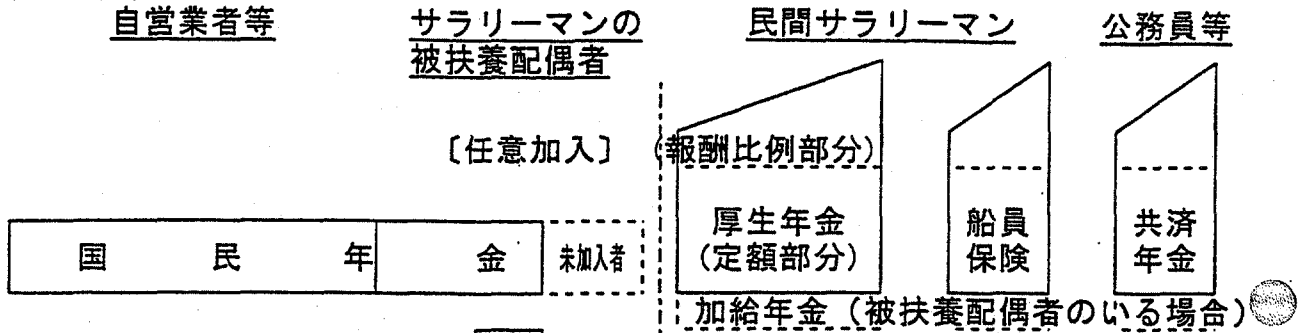 自営業者等
サラリーマンの
被扶養配偶者
民間サラリーマン
公務員等
〔任意加入〕
(報酬比例部分)
国民年金
未加入者
厚生年金
(定額部分)
船員
保険
共済
年金
加給年金(被扶養配偶者のいる場合)